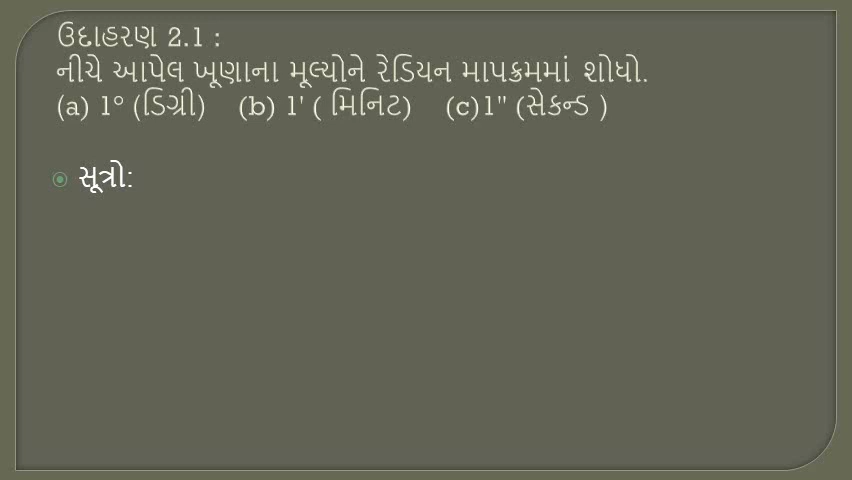 ઉદાહરણ 2.1 :
નીચે આપેલ ખૂણાના મૂલ્યોને રેડિયન માપક્રમમાં શોધો.
(a) 1° (ડિગ્રી) (b) 1' ( મિનિટ) (c)1" (સેકન્ડ )
સૂત્રો: